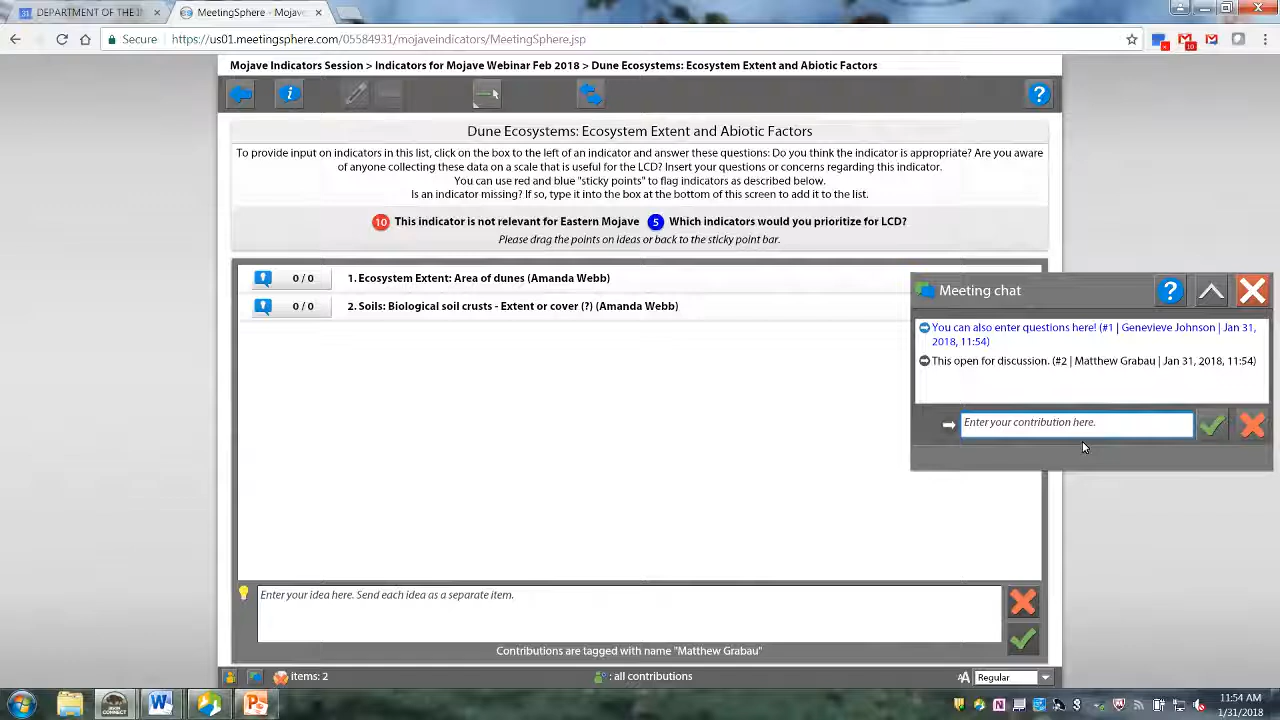 DEPARTMENT OF THE I
MeetingSphere - Mojave
Secure
https://us01.meetingsphere.com/05584931/mojaveindicators/MeetingSphere.jsp
Mojave Indicators Session > Indicators for Mojave Webinar Feb 2018 > Dune Ecosystems: Ecosystem Extent and Abiotic Factors
Dune Ecosystems: Ecosystem Extent and Abiotic Factors
To provide input on indicators in this list, click on the box to the left of an indicator and answer these questions: Do you think the indicator is appropriate? Are you aware
of anyone collecting these data on a scale that is useful for the LCD? Insert your questions or concerns regarding this indicator.
You can use red and blue "sticky points" to flag indicators as described below.
Is an indicator missing? If so, type it into the box at the bottom of this screen to add it to the list.
10 This indicator is not relevant for Eastern Mojave 5 Which indicators would you prioritize for LCD?
Please drag the points on ideas or back to the sticky point bar.
0 / 0 1. Ecosystem Extent: Area of dunes (Amanda Webb)
0 / 0 2. Soils: Biological soil crusts - Extent or cover (?) (Amanda Webb)
Meeting chat
You can also enter questions here! (#1 | Genevieve Johnson | Jan 31,
2018, 11:54)
This open for discussion. (#2 | Matthew Grabau | Jan 31, 2018, 11:54)
Enter your contribution here.
Enter your idea here. Send each idea as a separate item.
Contributions are tagged with name "Matthew Grabau"
items: 2
: all contributions
Regular
11:54 AM
1/31/2018